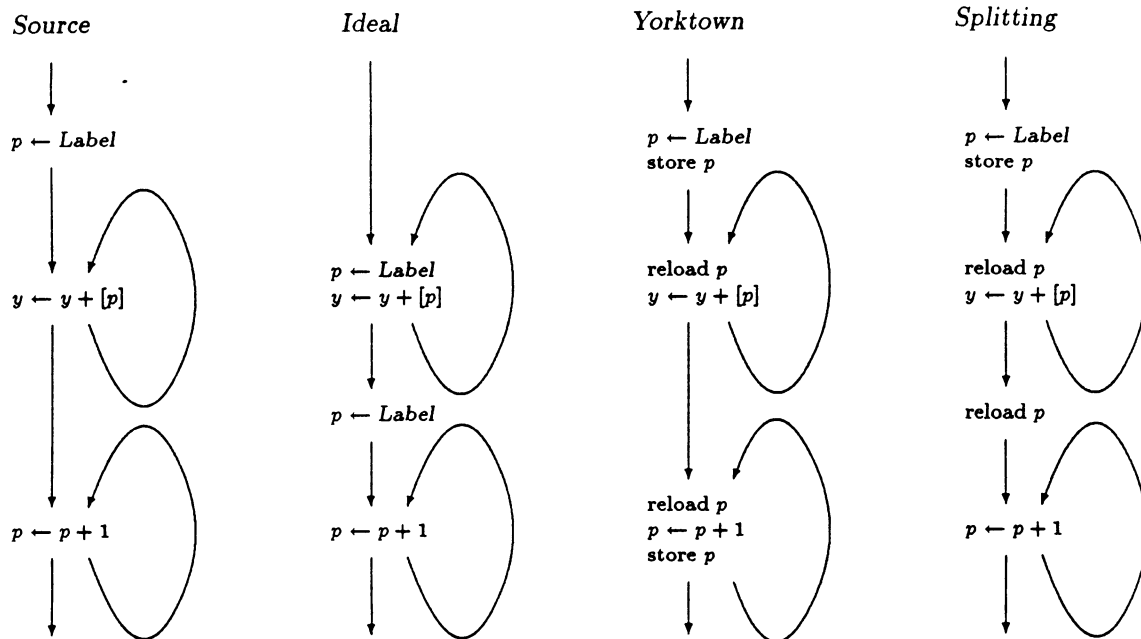 Source
p ← Label
y ← y + [p]
p ← p + 1
Ideal
p ← Label
y ← y + [p]
p ← Label
p ← p + 1
Yorktown
p ← Label
store p
reload p
y ← y + [p]
reload p
p ← p + 1
store p
Splitting
p ← Label
store p
reload p
y ← y + [p]
reload p
p ← p + 1